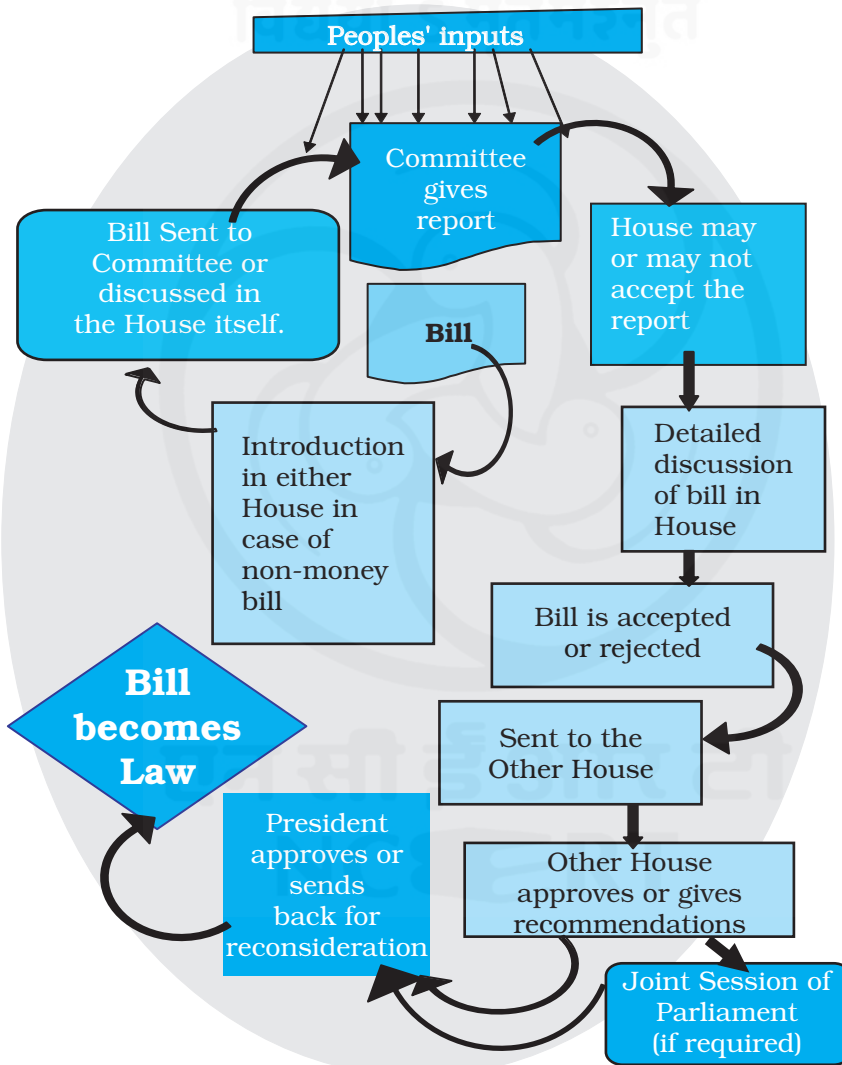 Peoples' inputs
Committee
gives
report
House may
or may not
accept the
report
Bill Sent to
Committee or
discussed in
the House itself.
Bill
Introduction
in either
House in
case of
non-money
bill
Detailed
discussion
of bill in
House
Bill is accepted
or rejected
Sent to the
Other House
Other House
approves or gives
recommendations
Joint Session of
Parliament
(if required)
President
approves or
sends
back for
reconsideration
Bill
becomes
Law
एन सी ई आर टी